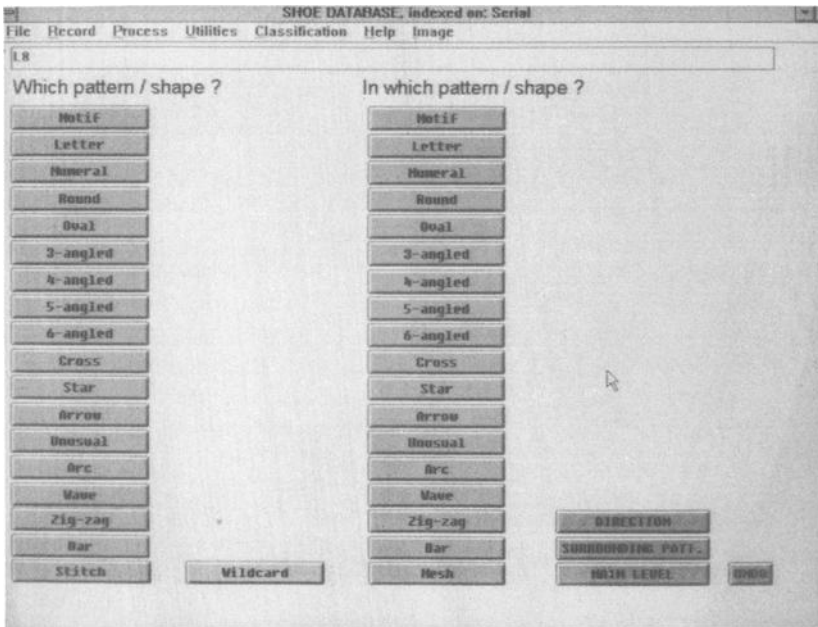 SHOE DATABASE, indexed on: Serial
File Record Process Utilities Classification Help Image
L8
Which pattern / shape ? In which pattern / shape ?
Motif Motif
Letter Letter
Numeral Numeral
Round Round
Oval Oval
3-angled 3-angled
4-angled 4-angled
5-angled 5-angled
6-angled 6-angled
Cross Cross
Star Star
Arrow Arrow
Unusual Unusual
Arc Arc
Wave Wave
Zig-zag Zig-zag DIRECTION
Bar Bar SURROUNDING PATT.
Stitch Wildcard Mesh MAIN LEVEL UNDO